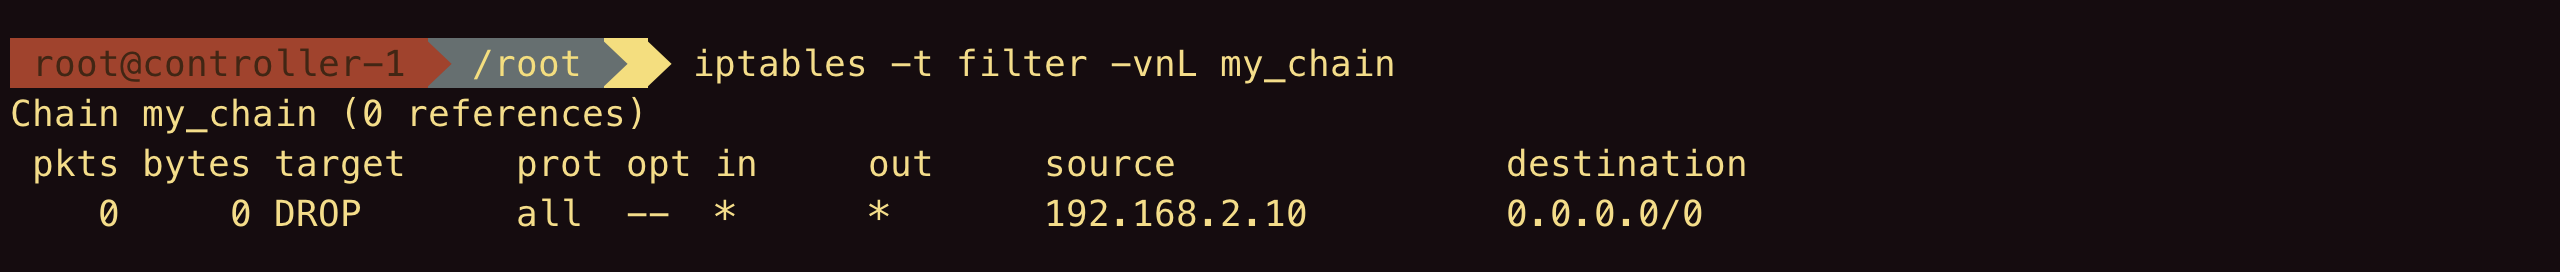 root@controller-1 /root iptables -t filter -vnL my_chain
Chain my_chain (0 references)
 pkts bytes target     prot opt in     out     source               destination
    0     0 DROP       all  --  *      *       192.168.2.10         0.0.0.0/0